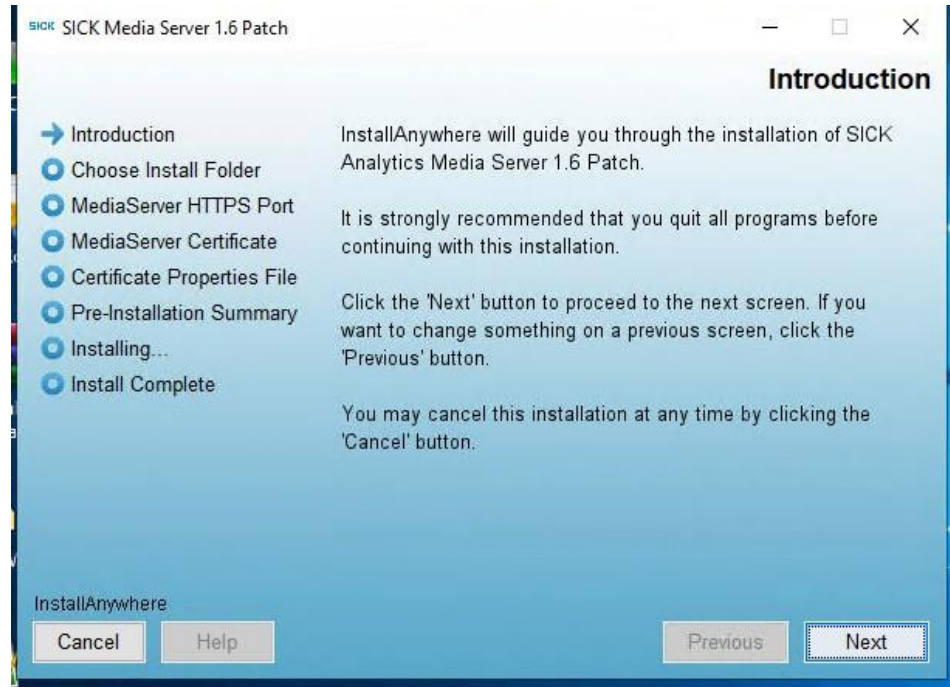 SICK SICK Media Server 1.6 Patch
Introduction
Introduction
Choose Install Folder
MediaServer HTTPS Port
MediaServer Certificate
Certificate Properties File
Pre-Installation Summary
Installing...
Install Complete
InstallAnywhere will guide you through the installation of SICK
Analytics Media Server 1.6 Patch.
It is strongly recommended that you quit all programs before
continuing with this installation.
Click the 'Next' button to proceed to the next screen. If you
want to change something on a previous screen, click the
'Previous' button.
You may cancel this installation at any time by clicking the
'Cancel' button.
InstallAnywhere
Cancel
Help
Previous
Next